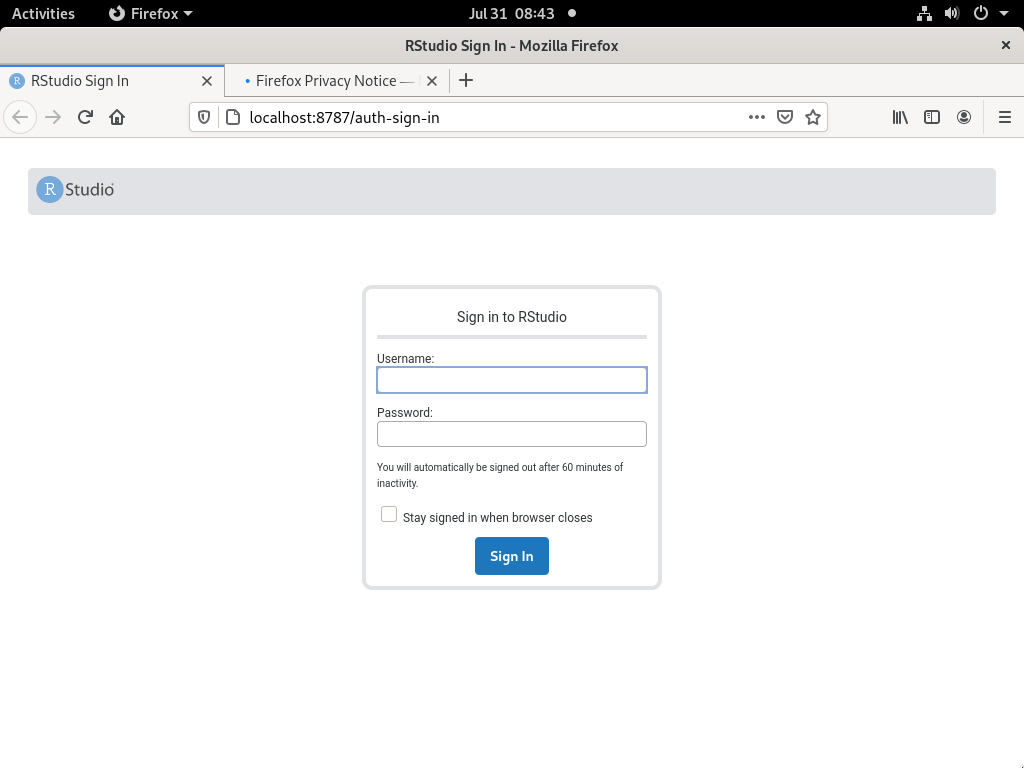 Activities Firefox Jul 31 08:43
RStudio Sign In - Mozilla Firefox
R RStudio Sign In Firefox Privacy Notice —
localhost:8787/auth-sign-in
R Studio
Sign in to RStudio
Username:
Password:
You will automatically be signed out after 60 minutes of
inactivity.
Stay signed in when browser closes
Sign In